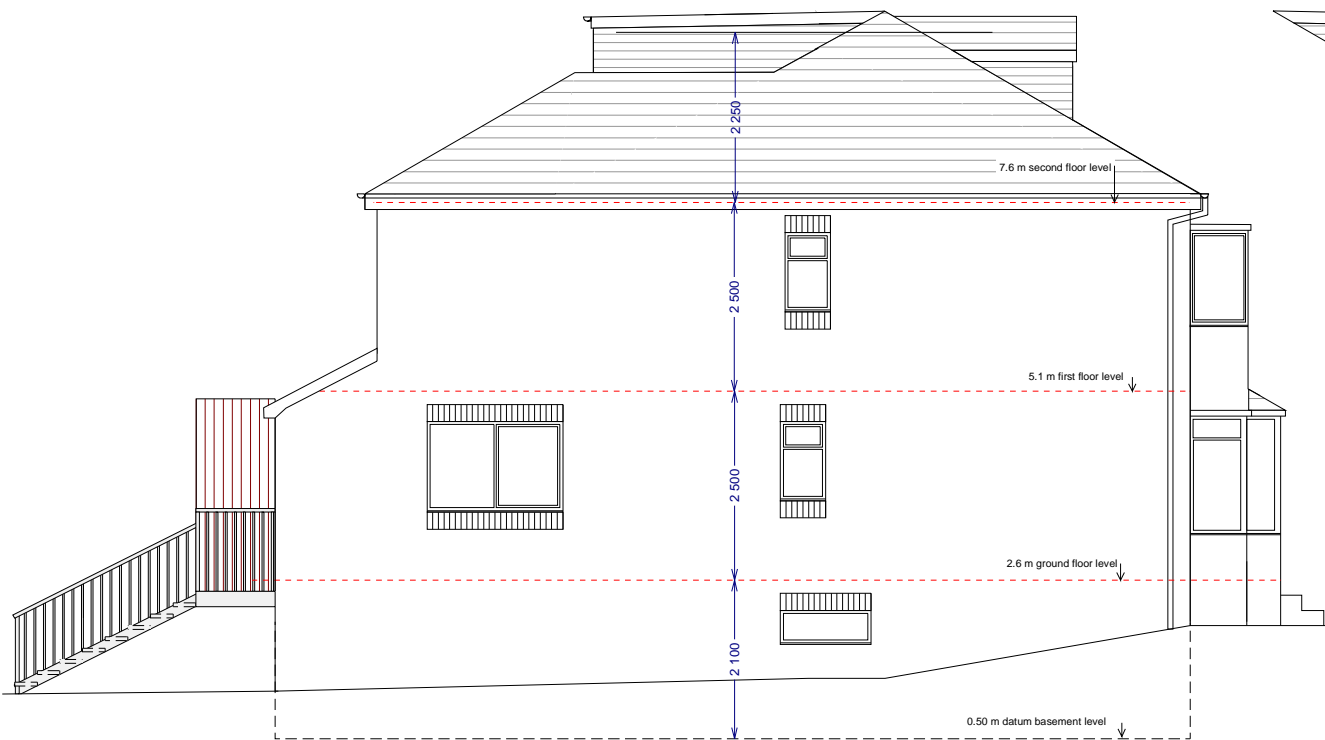 2 250
7.6 m second floor level
2 500
5.1 m first floor level
2 500
2.6 m ground floor level
2 100
0.50 m datum basement level